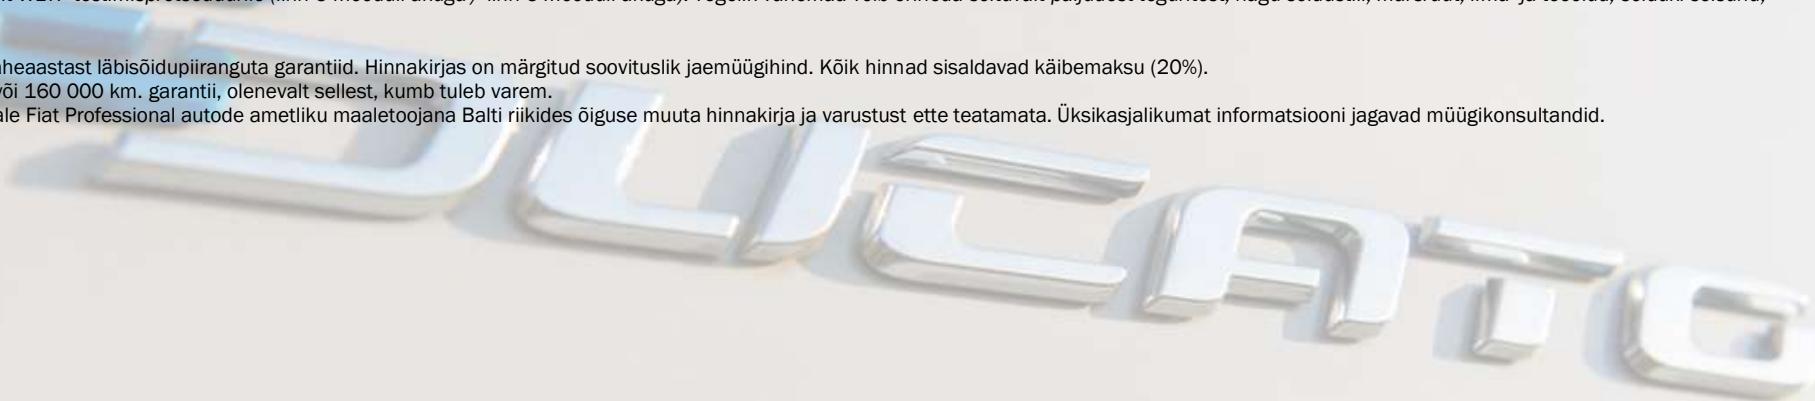 heaastast läbisõidupiiranguta garantiid. Hinnakirjas on märgitud soovituslik jaemüügihind. Kõik hinnad sisaldavad käibemaksu (20%).
või 160 000 km. garantii, olenevalt sellest, kumb tuleb varem.
ale Fiat Professional autode ametliku maaletoojana Balti riikides õiguse muuta hinnakirja ja varustust ette teatamata. Üksikasjalikumat informatsiooni jagavad müügikonsultandid.
DUCATO